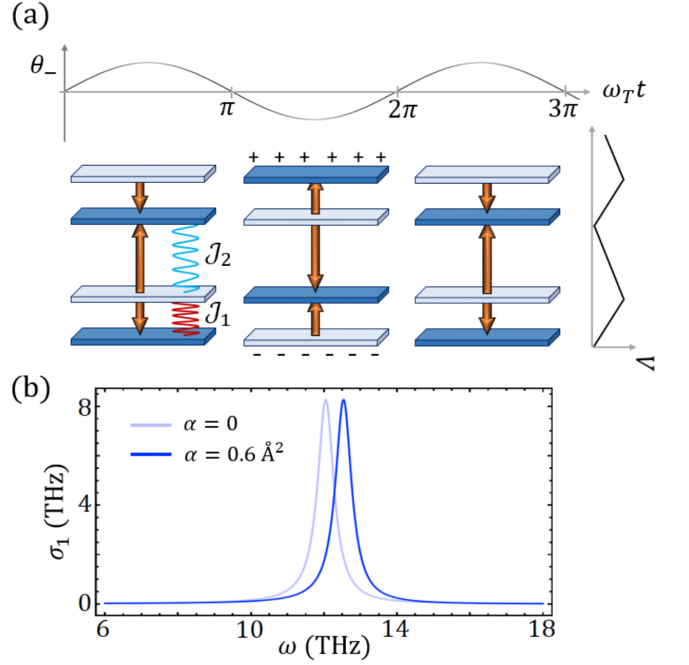 (a)
θ₋
π
2π
3π
ω_T t
+ + + + + +
𝒥₂
𝒥₁
- - - - - -
V
(b)
8
4
0
α = 0
α = 0.6 Å²
σ₁ (THz)
6
10
14
18
ω (THz)